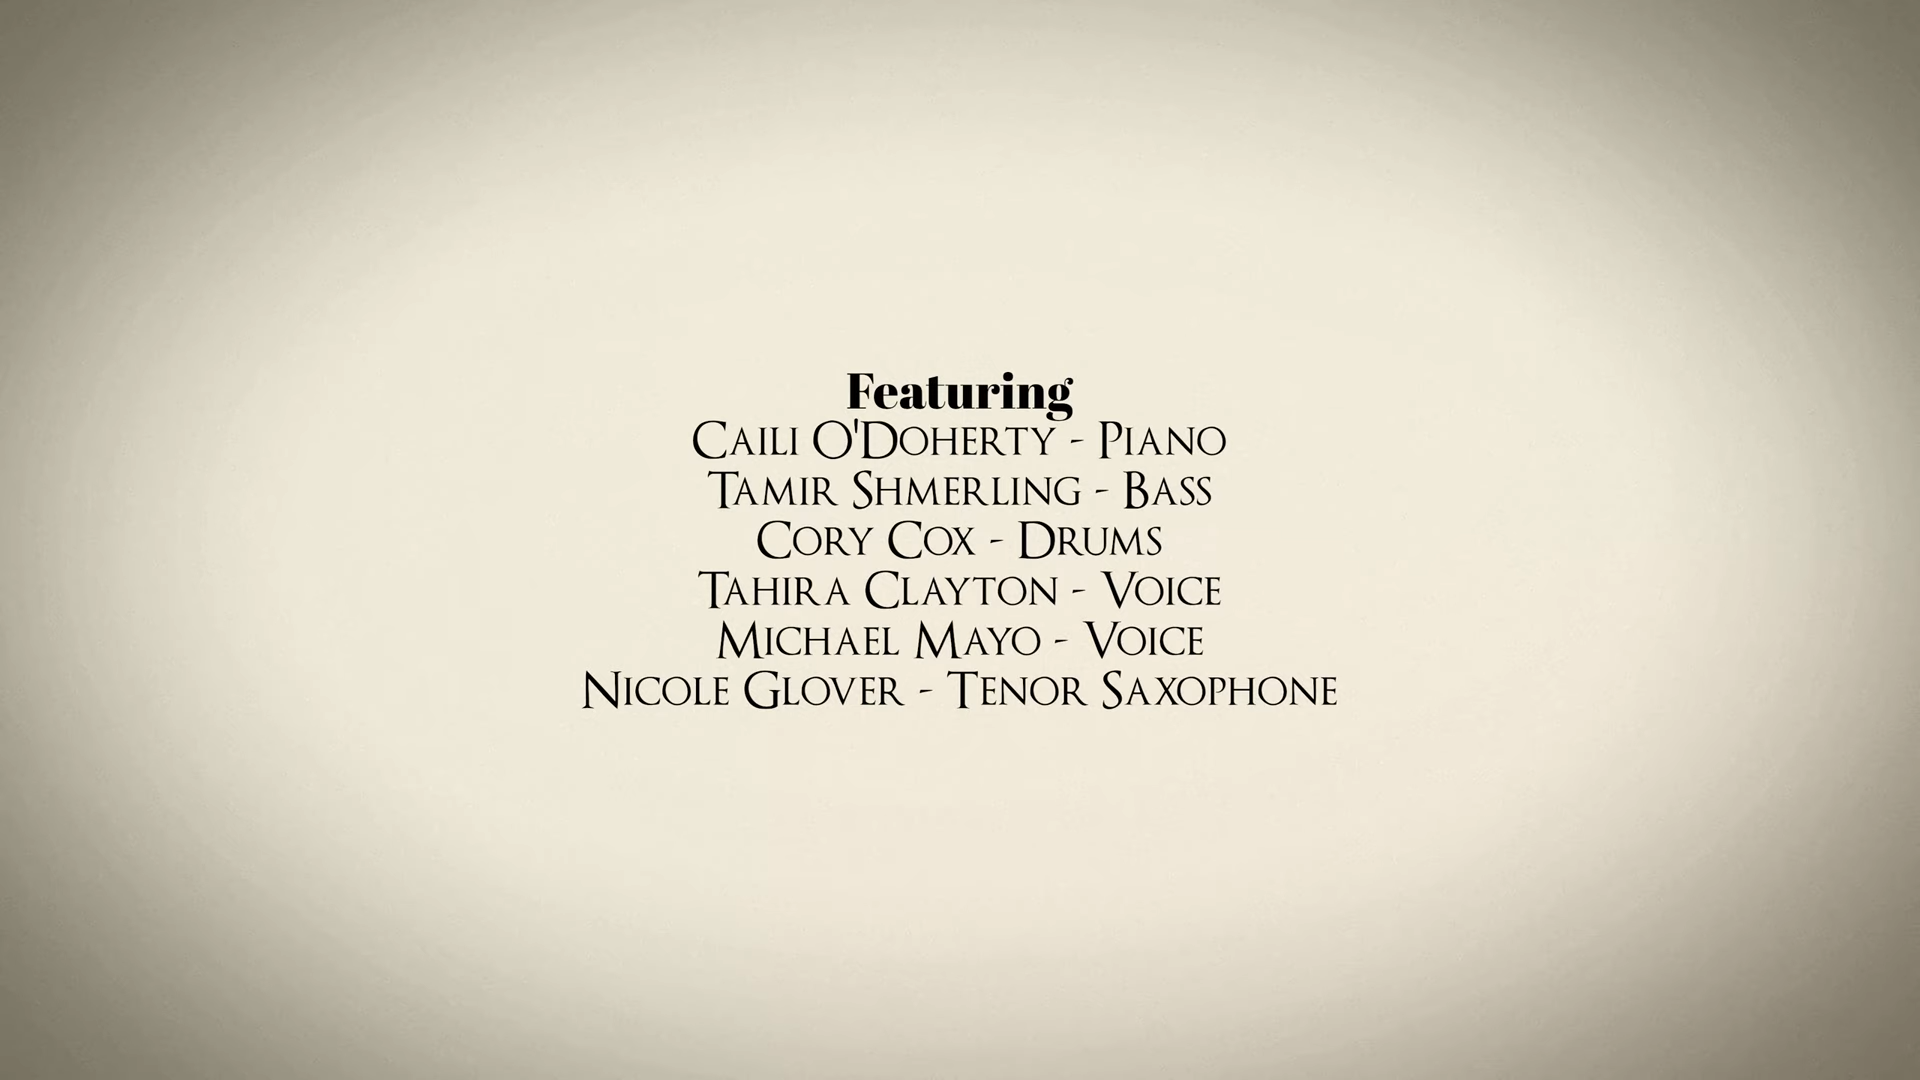 Featuring
Caili O'Doherty - Piano
Tamir Shmerling - Bass
Cory Cox - Drums
Tahira Clayton - Voice
Michael Mayo - Voice
Nicole Glover - Tenor Saxophone